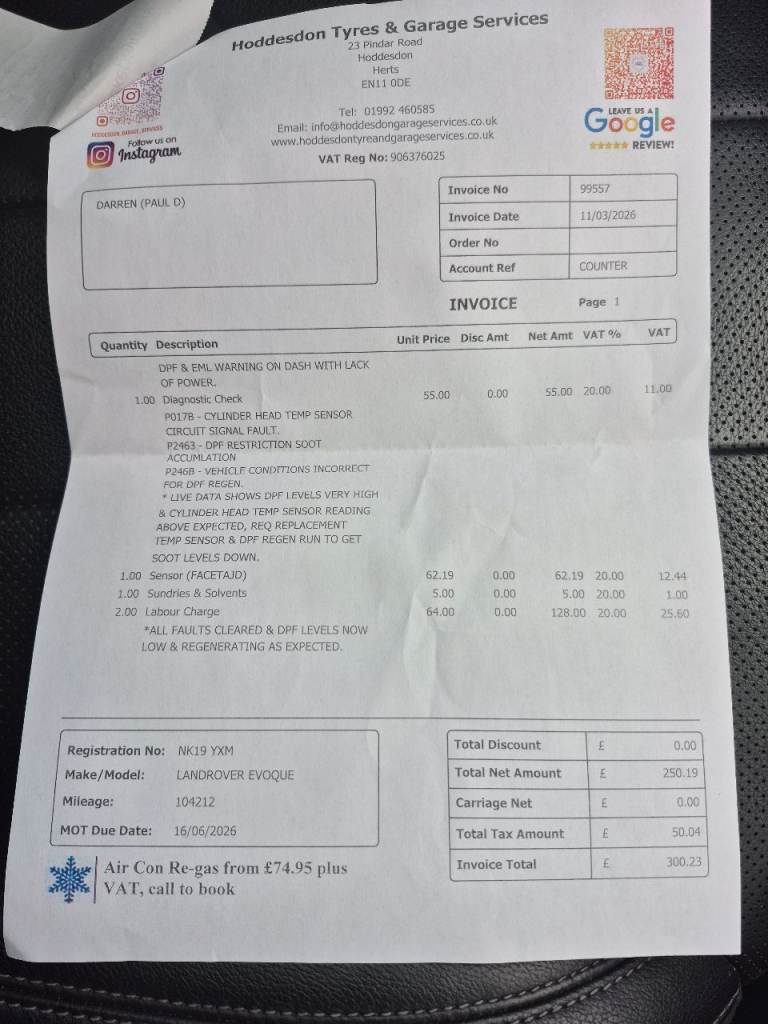 Hoddesdon Tyres & Garage Services
23 Pindar Road
Hoddesdon
Herts
EN11 0DE
Tel: 01992 460585
Email: info@hoddesdongarageservices.co.uk
www.hoddesdontyreandgarageservices.co.uk
VAT Reg No: 906376025
Follow us on
Instagram
LEAVE US A
Google
REVIEW!
DARREN (PAUL D)
Invoice No 99557
Invoice Date 11/03/2026
Order No
Account Ref COUNTER
INVOICE Page 1
Quantity Description Unit Price Disc Amt Net Amt VAT % VAT
DPF & EML WARNING ON DASH WITH LACK
OF POWER.
1.00 Diagnostic Check 55.00 0.00 55.00 20.00 11.00
P017B - CYLINDER HEAD TEMP SENSOR
CIRCUIT SIGNAL FAULT.
P2463 - DPF RESTRICTION SOOT
ACCUMLATION
P246B - VEHICLE CONDITIONS INCORRECT
FOR DPF REGEN.
* LIVE DATA SHOWS DPF LEVELS VERY HIGH
& CYLINDER HEAD TEMP SENSOR READING
ABOVE EXPECTED, REQ REPLACEMENT
TEMP SENSOR & DPF REGEN RUN TO GET
SOOT LEVELS DOWN.
1.00 Sensor (FACETAJD) 62.19 0.00 62.19 20.00 12.44
1.00 Sundries & Solvents 5.00 0.00 5.00 20.00 1.00
2.00 Labour Charge 64.00 0.00 128.00 20.00 25.60
*ALL FAULTS CLEARED & DPF LEVELS NOW
LOW & REGENERATING AS EXPECTED.
Registration No: NK19 YXM
Make/Model: LANDROVER EVOQUE
Mileage: 104212
MOT Due Date: 16/06/2026
Total Discount £ 0.00
Total Net Amount £ 250.19
Carriage Net £ 0.00
Total Tax Amount £ 50.04
Invoice Total £ 300.23
Air Con Re-gas from £74.95 plus
VAT, call to book